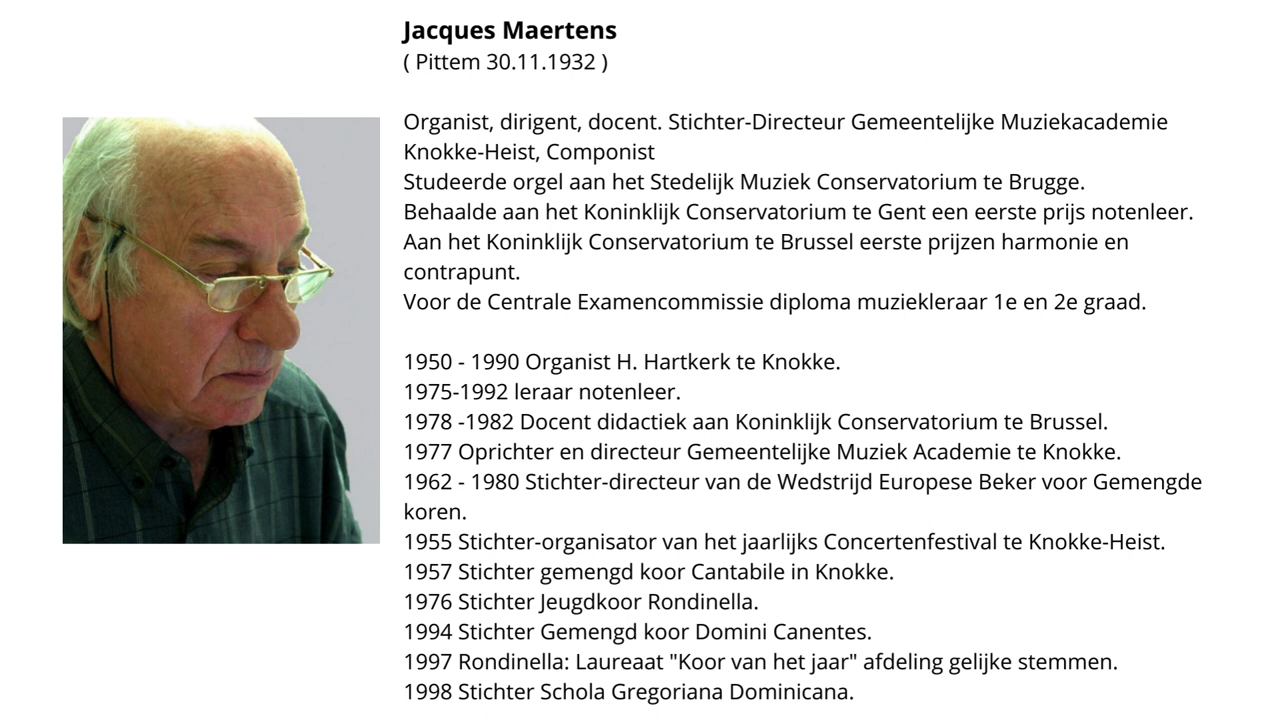 Jacques Maertens
( Pittem 30.11.1932 )
Organist, dirigent, docent. Stichter-Directeur Gemeentelijke Muziekacademie
Knokke-Heist, Componist
Studeerde orgel aan het Stedelijk Muziek Conservatorium te Brugge.
Behaalde aan het Koninklijk Conservatorium te Gent een eerste prijs notenleer.
Aan het Koninklijk Conservatorium te Brussel eerste prijzen harmonie en
contrapunt.
Voor de Centrale Examencommissie diploma muziekleraar 1e en 2e graad.
1950 - 1990 Organist H. Hartkerk te Knokke.
1975-1992 leraar notenleer.
1978 -1982 Docent didactiek aan Koninklijk Conservatorium te Brussel.
1977 Oprichter en directeur Gemeentelijke Muziek Academie te Knokke.
1962 - 1980 Stichter-directeur van de Wedstrijd Europese Beker voor Gemengde
koren.
1955 Stichter-organisator van het jaarlijks Concertenfestival te Knokke-Heist.
1957 Stichter gemengd koor Cantabile in Knokke.
1976 Stichter Jeugdkoor Rondinella.
1994 Stichter Gemengd koor Domini Canentes.
1997 Rondinella: Laureaat "Koor van het jaar" afdeling gelijke stemmen.
1998 Stichter Schola Gregoriana Dominicana.